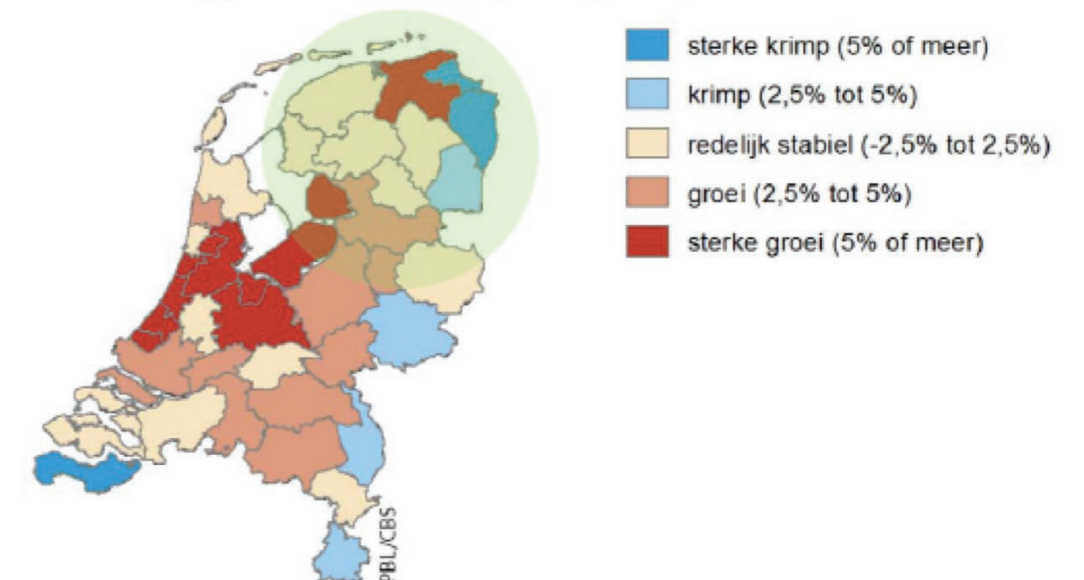 sterke krimp (5% of meer)
krimp (2,5% tot 5%)
redelijk stabiel (-2,5% tot 2,5%)
groei (2,5% tot 5%)
sterke groei (5% of meer)
PBL/CBS